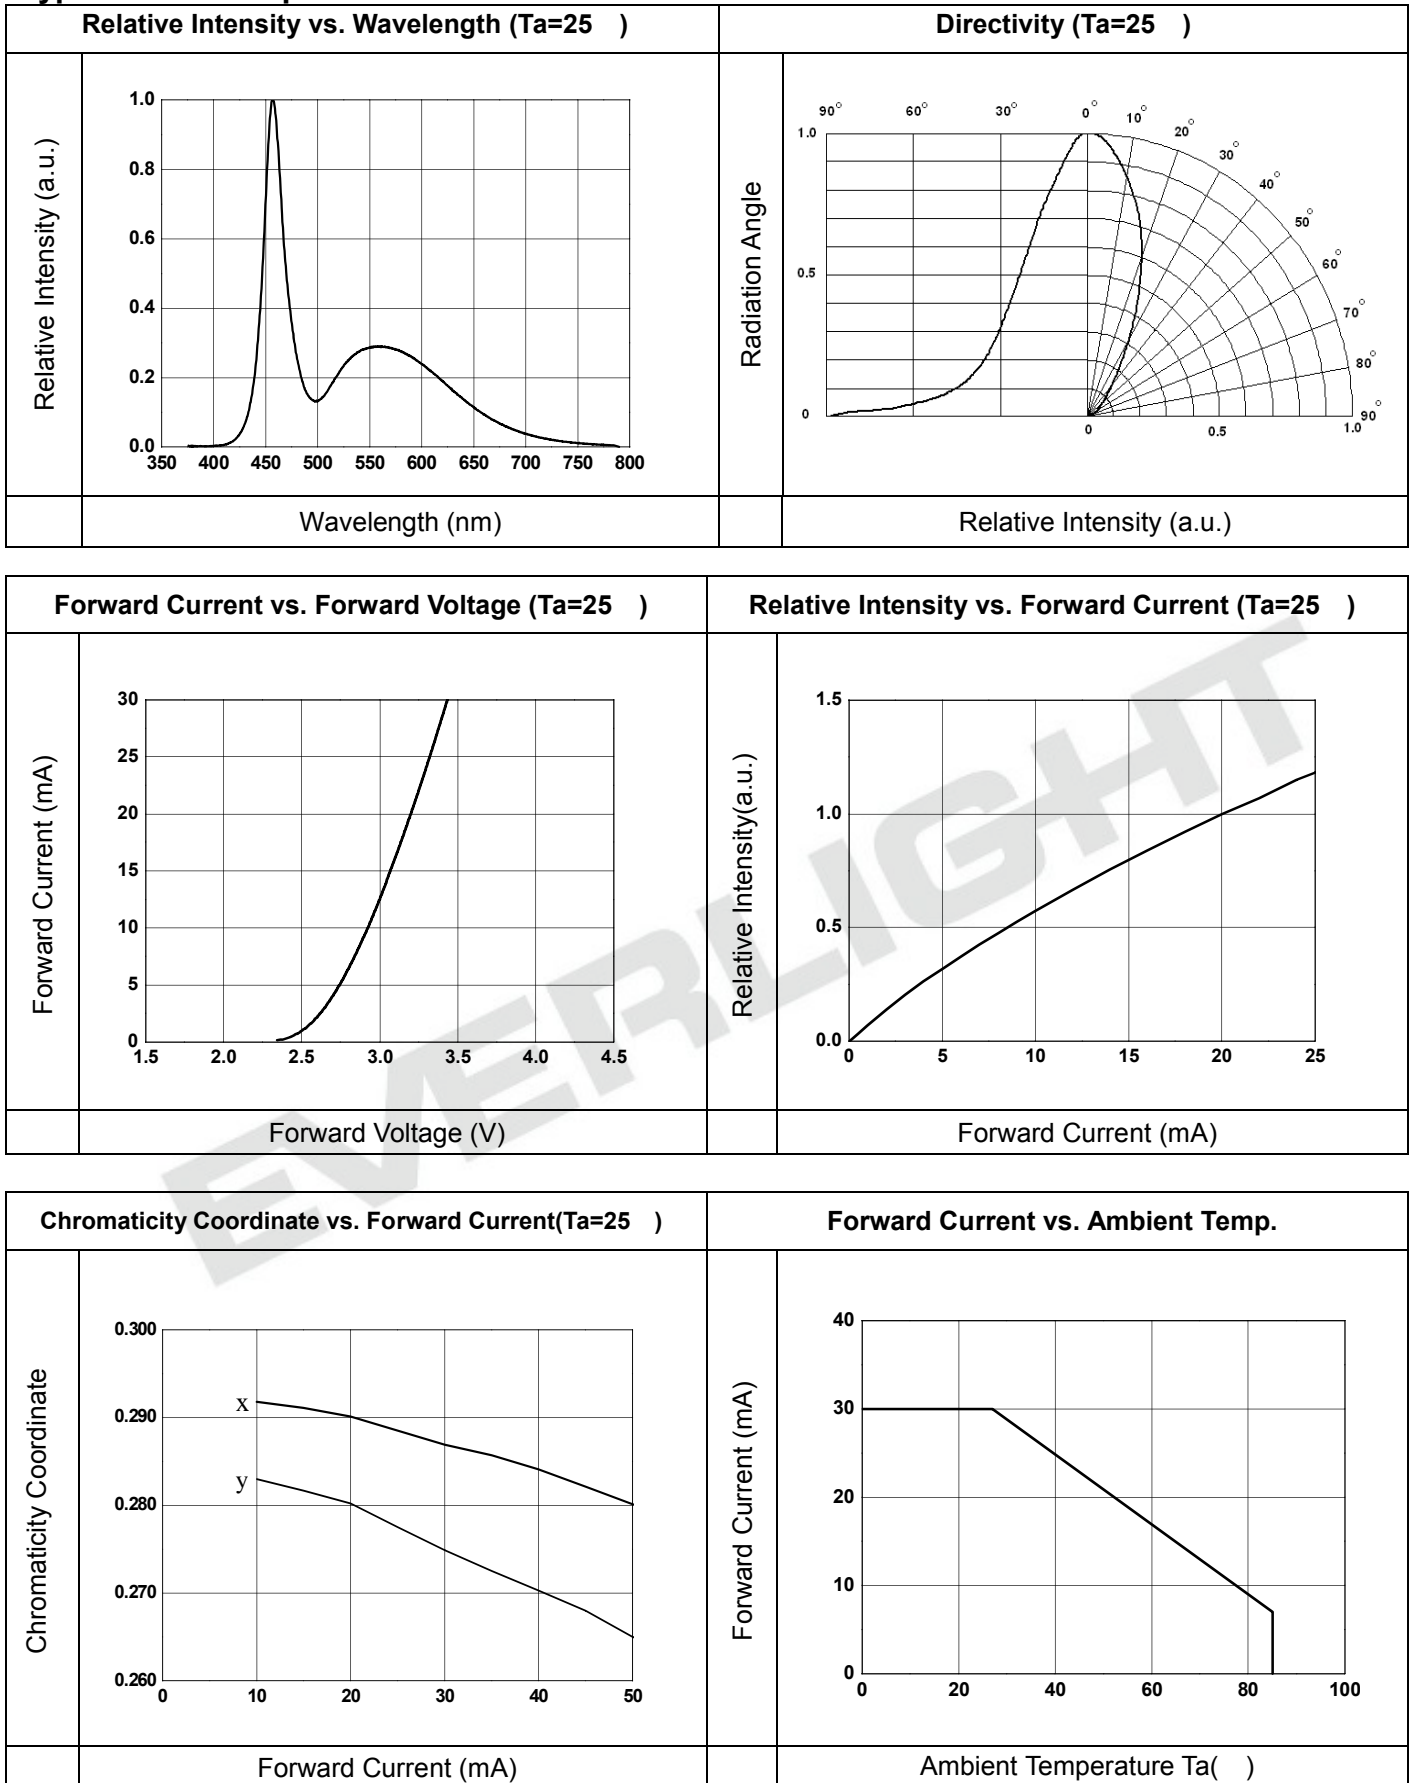 Relative Intensity vs. Wavelength (Ta=25 )
Directivity (Ta=25 )
Relative Intensity (a.u.)
1.0
0.8
0.6
0.4
0.2
0.0
350 400 450 500 550 600 650 700 750 800
Wavelength (nm)
Radiation Angle
90° 60° 30° 0° 10° 20° 30° 40° 50° 60° 70° 80° 90°
1.0
0.5
0
0 0.5 1.0
Relative Intensity (a.u.)
Forward Current vs. Forward Voltage (Ta=25 )
Relative Intensity vs. Forward Current (Ta=25 )
Forward Current (mA)
30
25
20
15
10
5
0
1.5 2.0 2.5 3.0 3.5 4.0 4.5
Forward Voltage (V)
Relative Intensity(a.u.)
1.5
1.0
0.5
0.0
0 5 10 15 20 25
Forward Current (mA)
EVERLIGHT
Chromaticity Coordinate vs. Forward Current(Ta=25 )
Forward Current vs. Ambient Temp.
Chromaticity Coordinate
0.300
0.290
0.280
0.270
0.260
x
y
0 10 20 30 40 50
Forward Current (mA)
Forward Current (mA)
40
30
20
10
0
0 20 40 60 80 100
Ambient Temperature Ta( )